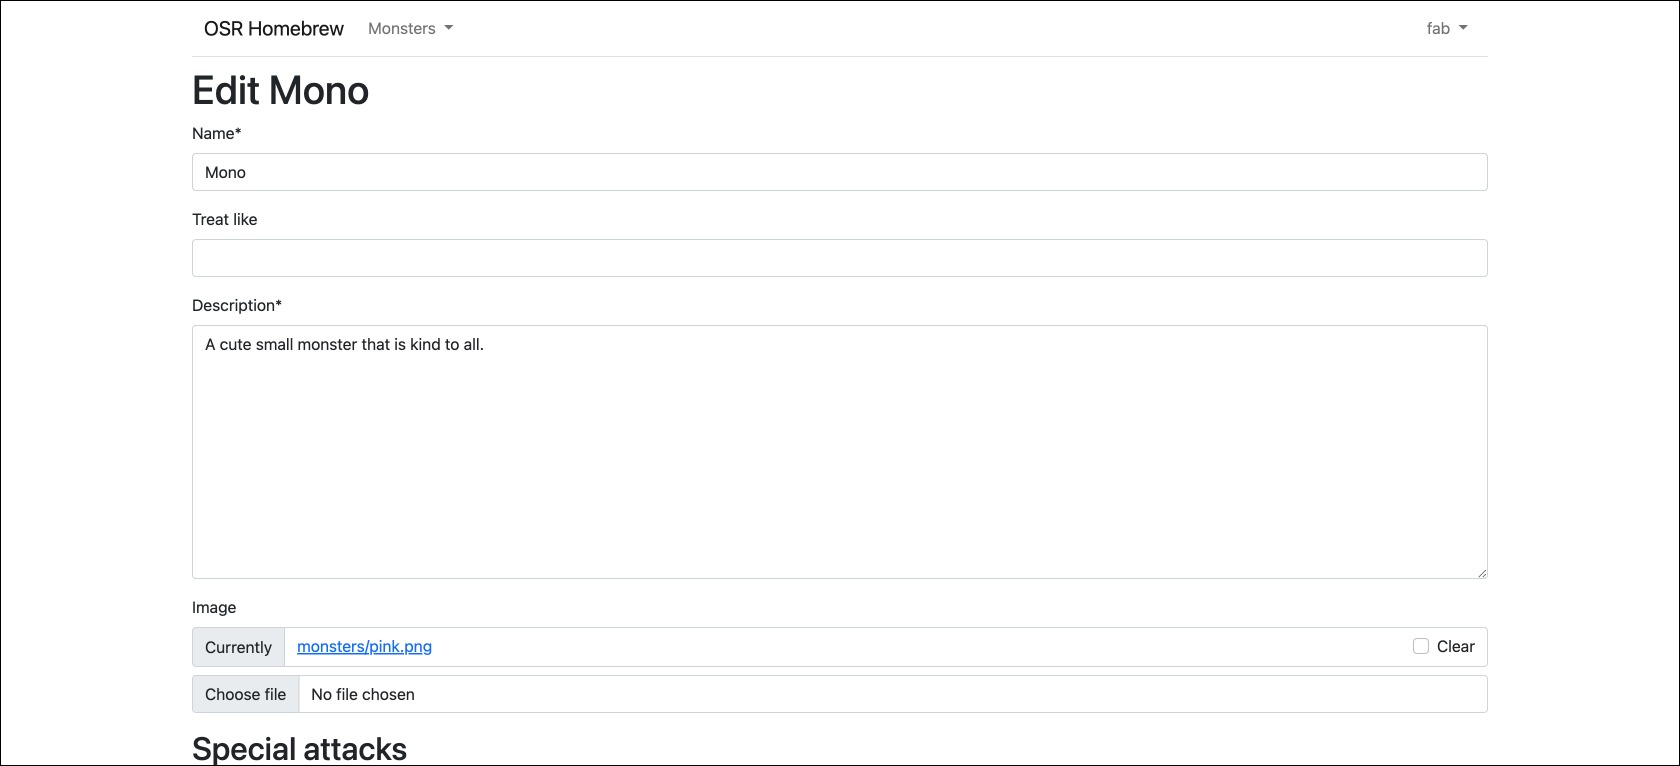 OSR Homebrew Monsters fab
Edit Mono
Name*
Mono
Treat like
Description*
A cute small monster that is kind to all.
Image
Currently monsters/pink.png Clear
Choose file No file chosen
Special attacks